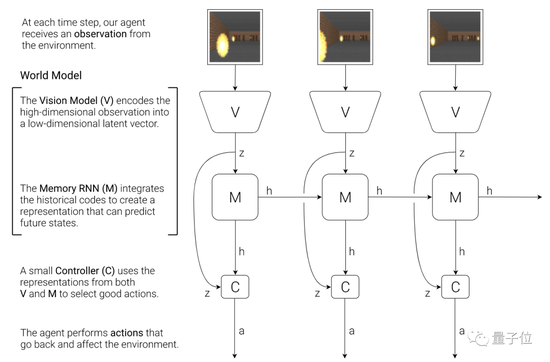 At each time step, our agent
receives an observation from
the environment.
World Model
The Vision Model (V) encodes the
high-dimensional observation into
a low-dimensional latent vector.
The Memory RNN (M) integrates
the historical codes to create a
representation that can predict
future states.
A small Controller (C) uses the
representations from both
V and M to select good actions.
The agent performs actions that
go back and affect the environment.
V V V
z z z
M h M h M h
h h h
z C z C z C
a a a
量子位